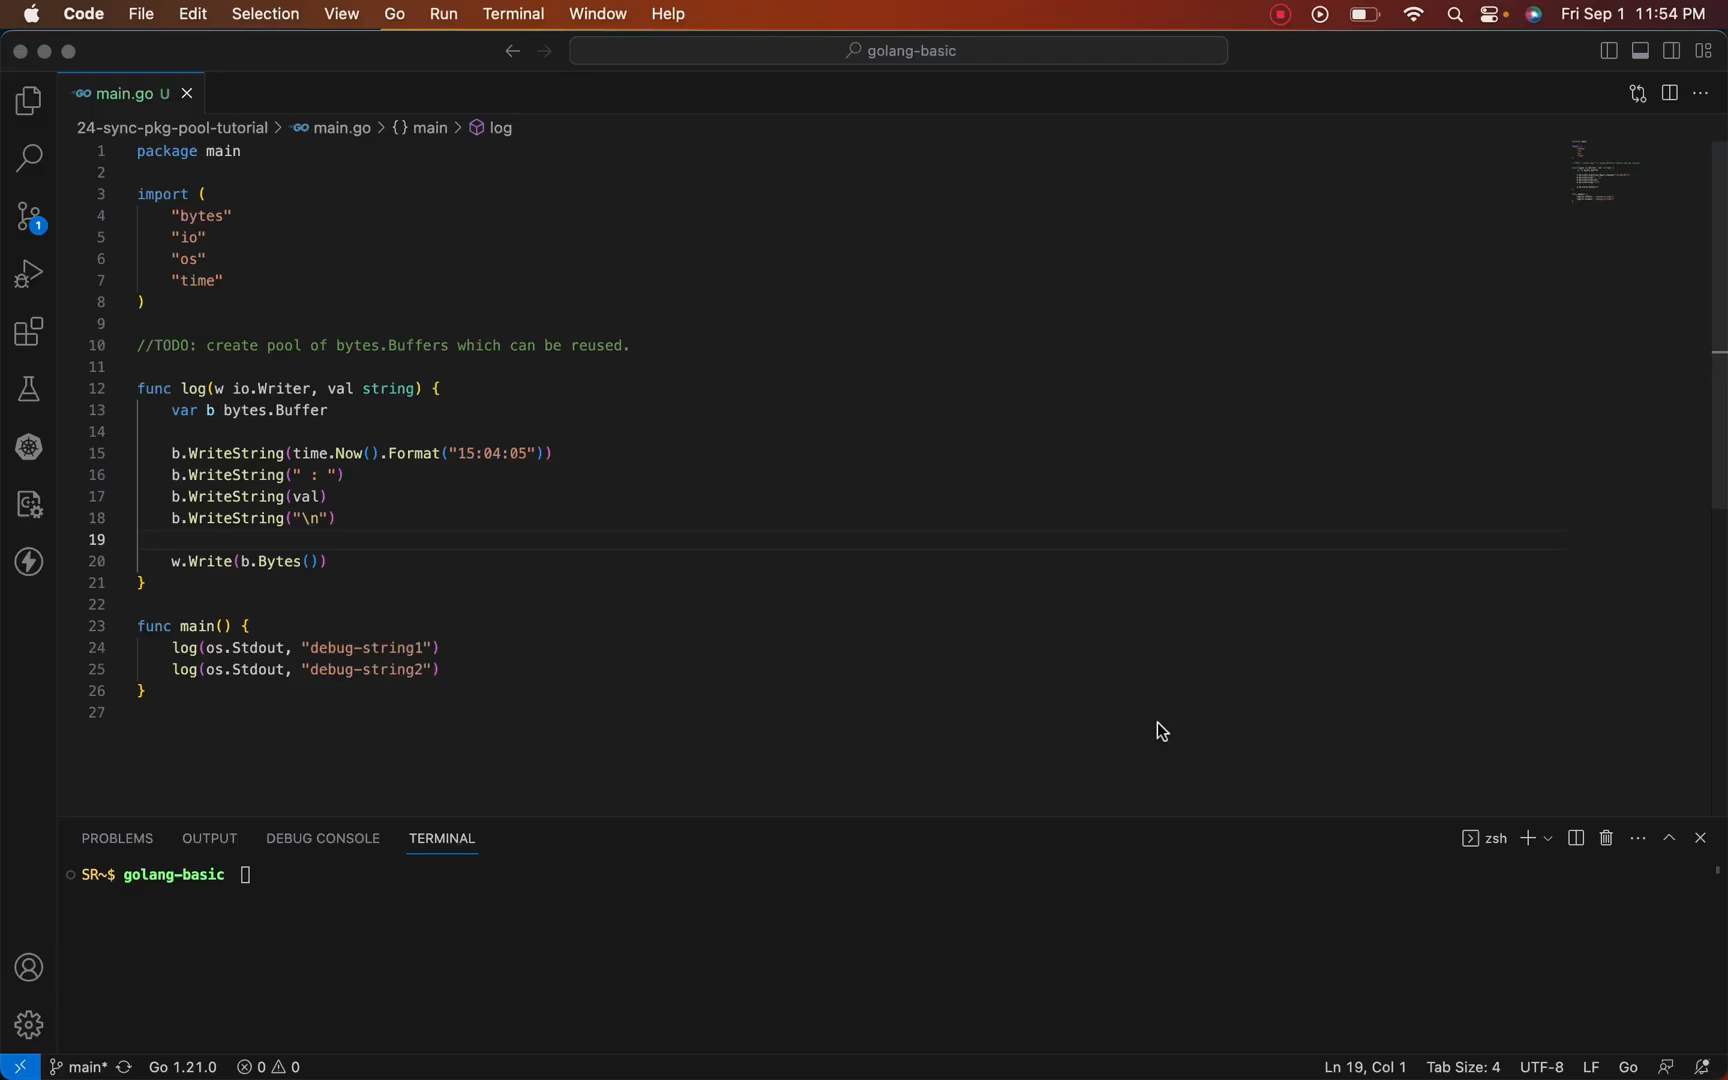 Code File Edit Selection View Go Run Terminal Window Help Fri Sep 1 11:54 PM
golang-basic
GO main.go U
24-sync-pkg-pool-tutorial > GO main.go > {} main > log
1 package main
2
3 import (
4 "bytes"
5 "io"
6 "os"
7 "time"
8 )
9
10 //TODO: create pool of bytes.Buffers which can be reused.
11
12 func log(w io.Writer, val string) {
13 var b bytes.Buffer
14
15 b.WriteString(time.Now().Format("15:04:05"))
16 b.WriteString(" : ")
17 b.WriteString(val)
18 b.WriteString("\n")
19
20 w.Write(b.Bytes())
21 }
22
23 func main() {
24 log(os.Stdout, "debug-string1")
25 log(os.Stdout, "debug-string2")
26 }
27
1
PROBLEMS OUTPUT DEBUG CONSOLE TERMINAL zsh
SR~$ golang-basic
main* Go 1.21.0 0 0 Ln 19, Col 1 Tab Size: 4 UTF-8 LF Go